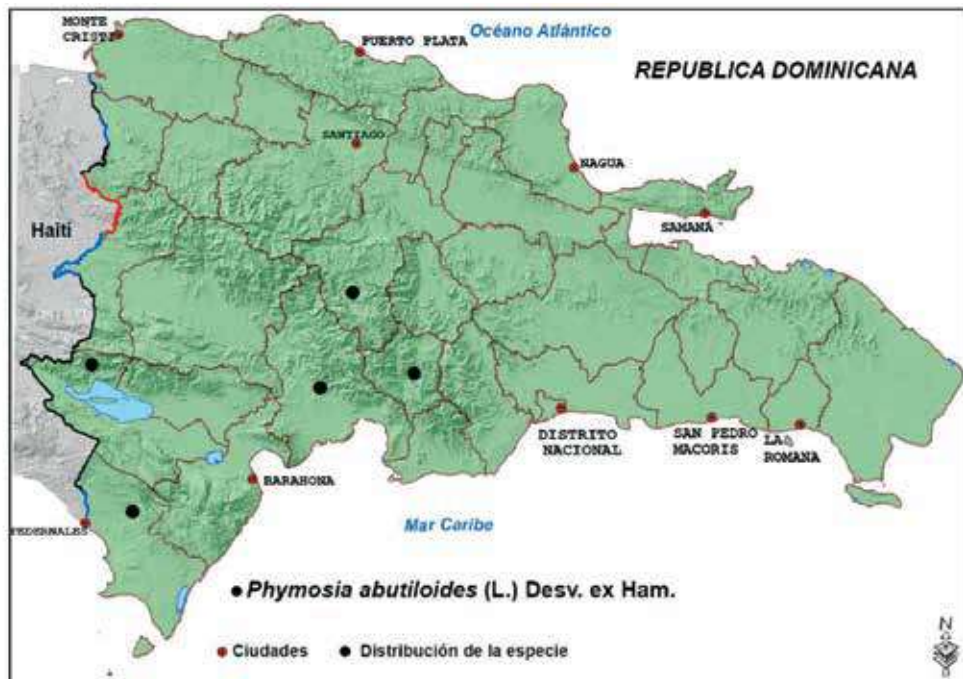 MONTE
CRISTI
PUERTO PLATA
Océano Atlántico
REPUBLICA DOMINICANA
SANTIAGO
NAGUA
SAMANÁ
Haití
DISTRITO
NACIONAL
SAN PEDRO
MACORIS
LA
ROMANA
BARAHONA
PEDERNALES
Mar Caribe
Phymosia abutiloides (L.) Desv. ex Ham.
Ciudades
Distribución de la especie
N